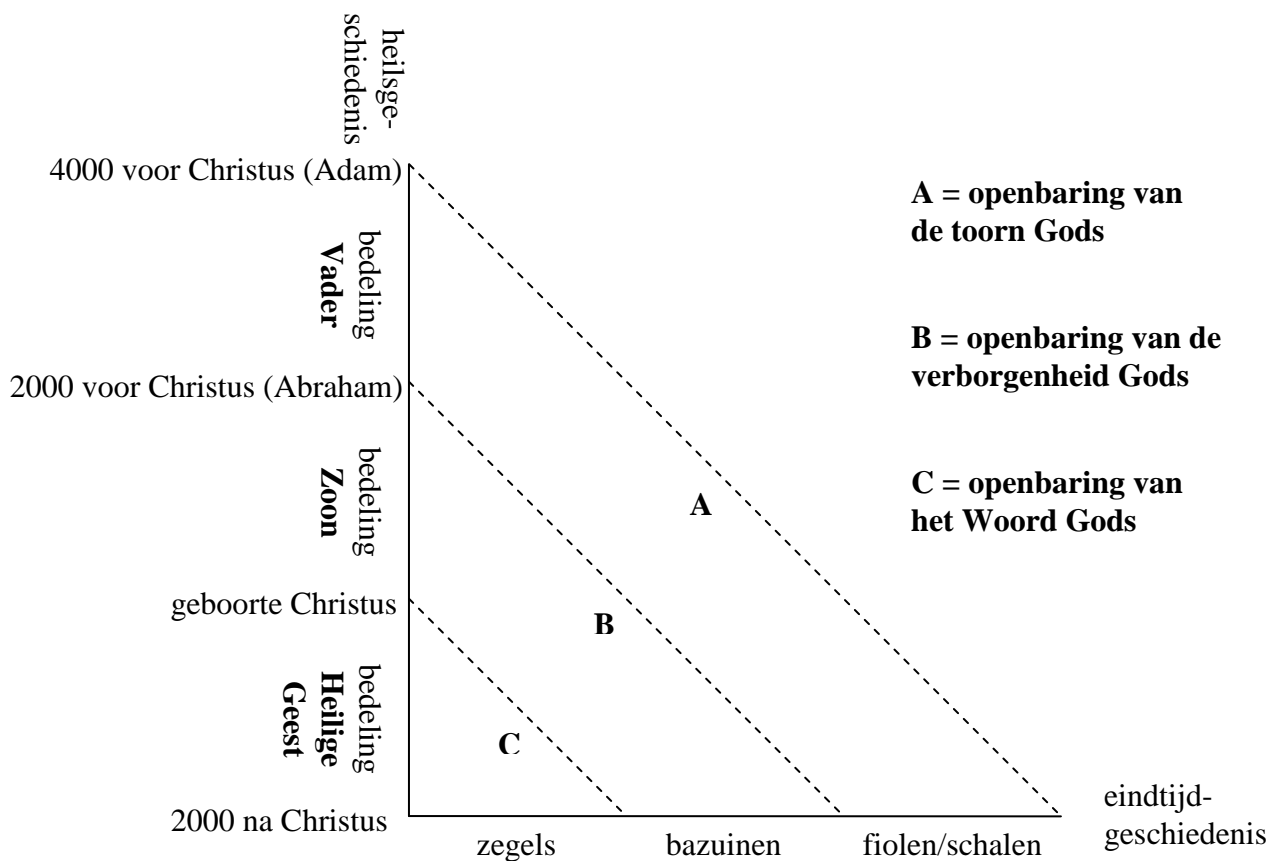 heilsge-
schiedenis
4000 voor Christus (Adam)
bedeling
Vader
2000 voor Christus (Abraham)
bedeling
Zoon
geboorte Christus
bedeling
Heilige
Geest
2000 na Christus
A
B
C
A = openbaring van
de toorn Gods
B = openbaring van de
verborgenheid Gods
C = openbaring van
het Woord Gods
zegels
bazuinen
fiolen/schalen
eindtijd-
geschiedenis